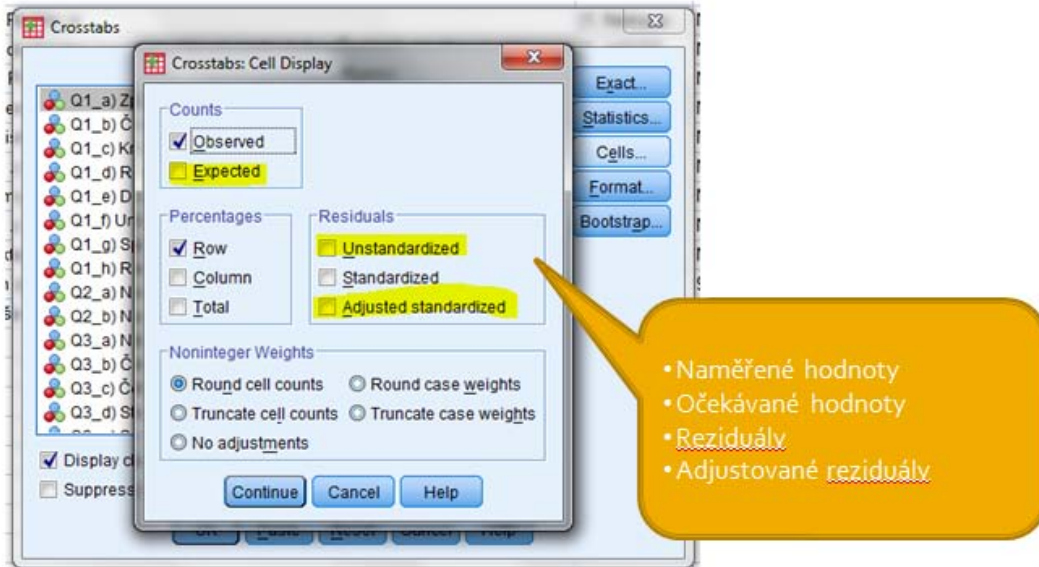 Crosstabs
Crosstabs: Cell Display
Exact...
Statistics...
Cells...
Format...
Bootstrap...
Q1_a)
Q1_b) Č
Q1_c)
Q1_d) R
Q1_e) D
Q1_f)
Q1_g)
Q1_h) R
Q2_a) N
Q2_b) N
Q3_a) N
Q3_b) Č
Q3_c)
Q3_d)
Counts
Observed
Expected
Percentages
Row
Column
Total
Residuals
Unstandardized
Standardized
Adjusted standardized
Noninteger Weights
Round cell counts
Round case weights
Truncate cell counts
Truncate case weights
No adjustments
Continue
Cancel
Help
Display
Suppress
• Naměřené hodnoty
• Očekávané hodnoty
• Reziduály
• Adjustované reziduály